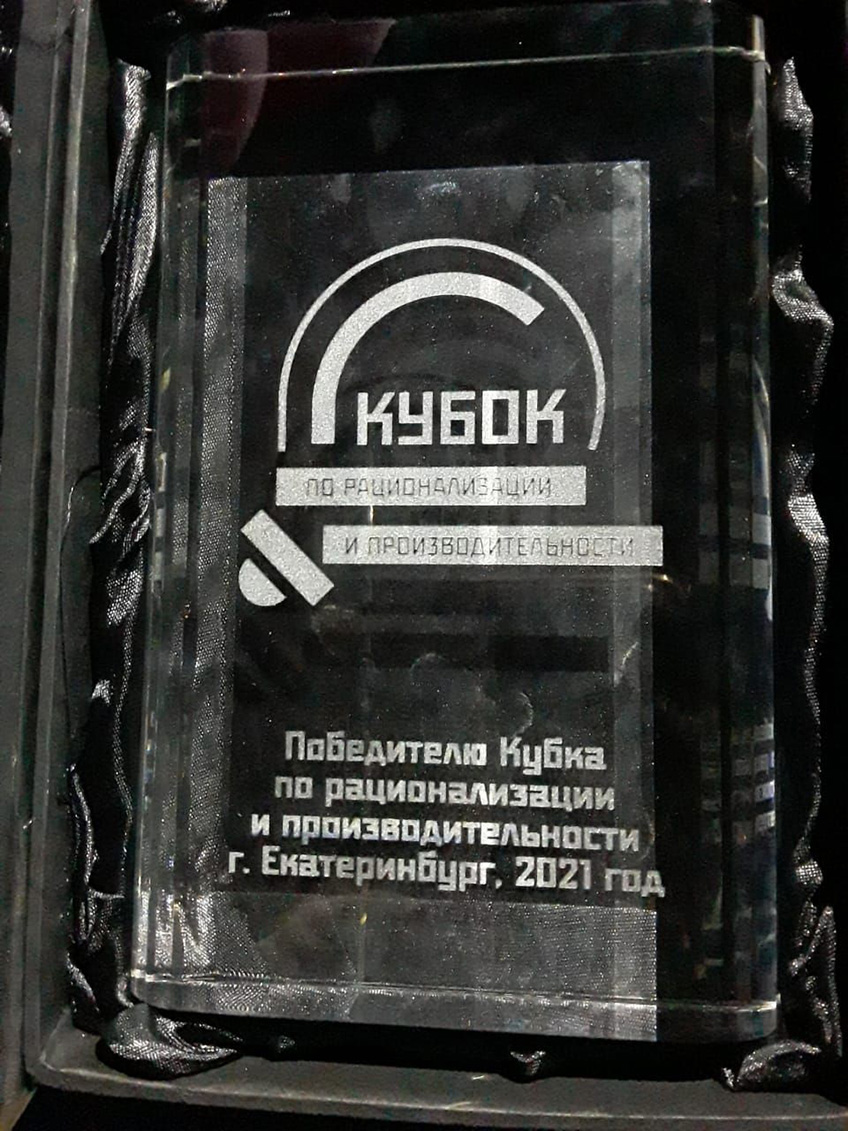 КУБОК
ПО РАЦИОНАЛИЗАЦИИ
И ПРОИЗВОДИТЕЛЬНОСТИ
Победителю Кубка
по рационализации
и производительности
г. Екатеринбург, 2021 год